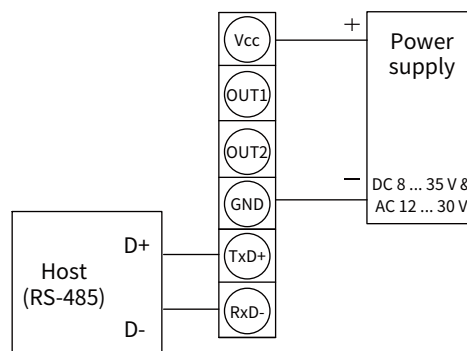 Vcc
OUT1
OUT2
GND
TxD+
RxD-
+
Power
supply
–
DC 8 ... 35 V &
AC 12 ... 30 V
Host
(RS-485)
D+
D-